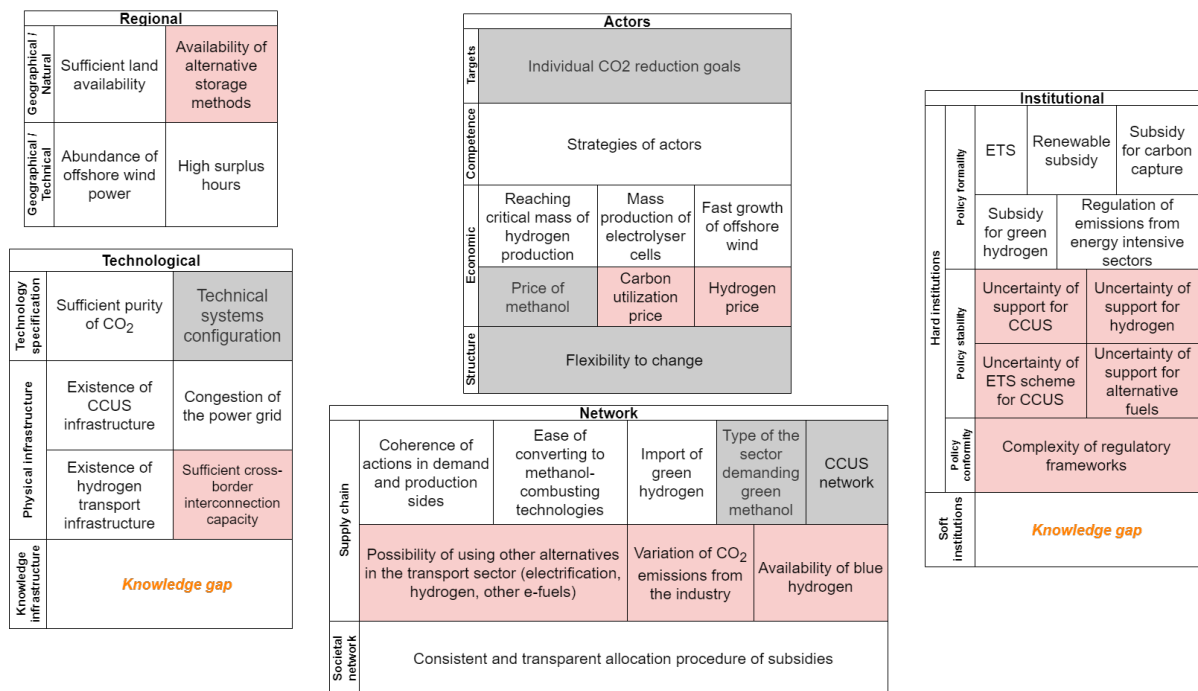 Regional
Geographical /
Natural
Sufficient land
availability
Availability of
alternative
storage
methods
Geographical /
Technical
Abundance of
offshore wind
power
High surplus
hours
Technological
Technology
specification
Sufficient purity
of CO2
Technical
systems
configuration
Physical infrastructure
Existence of
CCUS
infrastructure
Congestion of
the power grid
Existence of
hydrogen
transport
infrastructure
Sufficient cross-
border
interconnection
capacity
Knowledge
infrastructure
Knowledge gap
Actors
Targets
Individual CO2 reduction goals
Competence
Strategies of actors
Economic
Reaching
critical mass of
hydrogen
production
Mass
production of
electrolyser
cells
Fast growth
of offshore
wind
Price of
methanol
Carbon
utilization
price
Hydrogen
price
Structure
Flexibility to change
Network
Supply chain
Coherence of
actions in demand
and production
sides
Ease of
converting to
methanol-
combusting
technologies
Import of
green
hydrogen
Type of the
sector
demanding
green
methanol
CCUS
network
Possibility of using other alternatives
in the transport sector (electrification,
hydrogen, other e-fuels)
Variation of CO2
emissions from
the industry
Availability of blue
hydrogen
Societal
network
Consistent and transparent allocation procedure of subsidies
Institutional
Hard institutions
Policy formality
ETS
Renewable
subsidy
Subsidy
for carbon
capture
Subsidy
for green
hydrogen
Regulation of
emissions from
energy intensive
sectors
Policy stability
Uncertainty of
support for
CCUS
Uncertainty of
support for
hydrogen
Uncertainty of
ETS scheme
for CCUS
Uncertainty of
support for
alternative
fuels
Policy
conformity
Complexity of regulatory
frameworks
Soft
institutions
Knowledge gap